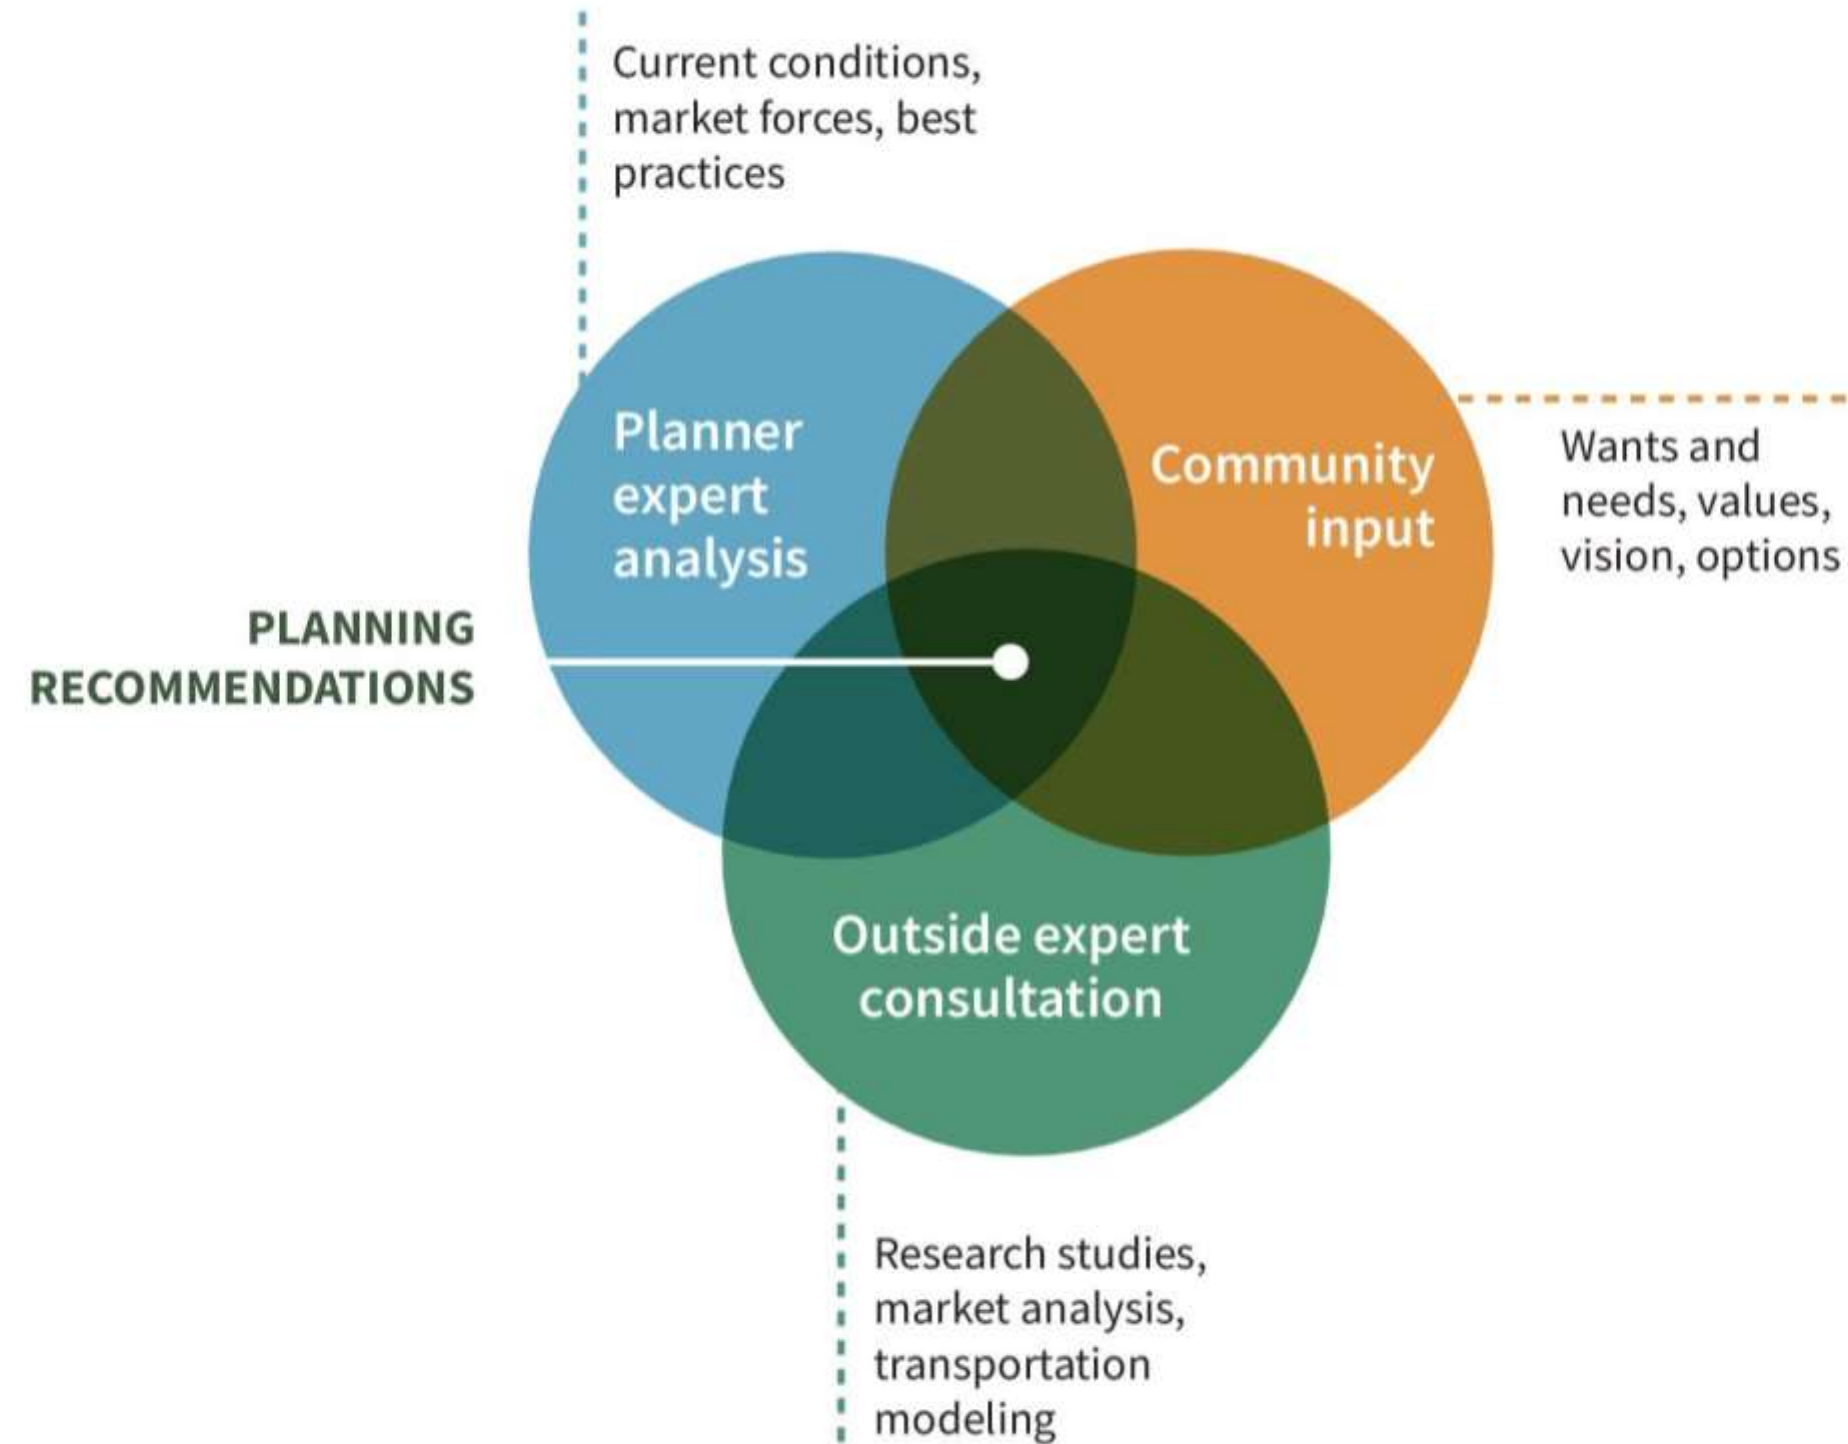 Current conditions,
market forces, best
practices
Planner
expert
analysis
Community
input
Wants and
needs, values,
vision, options
PLANNING
RECOMMENDATIONS
Outside expert
consultation
Research studies,
market analysis,
transportation
modeling